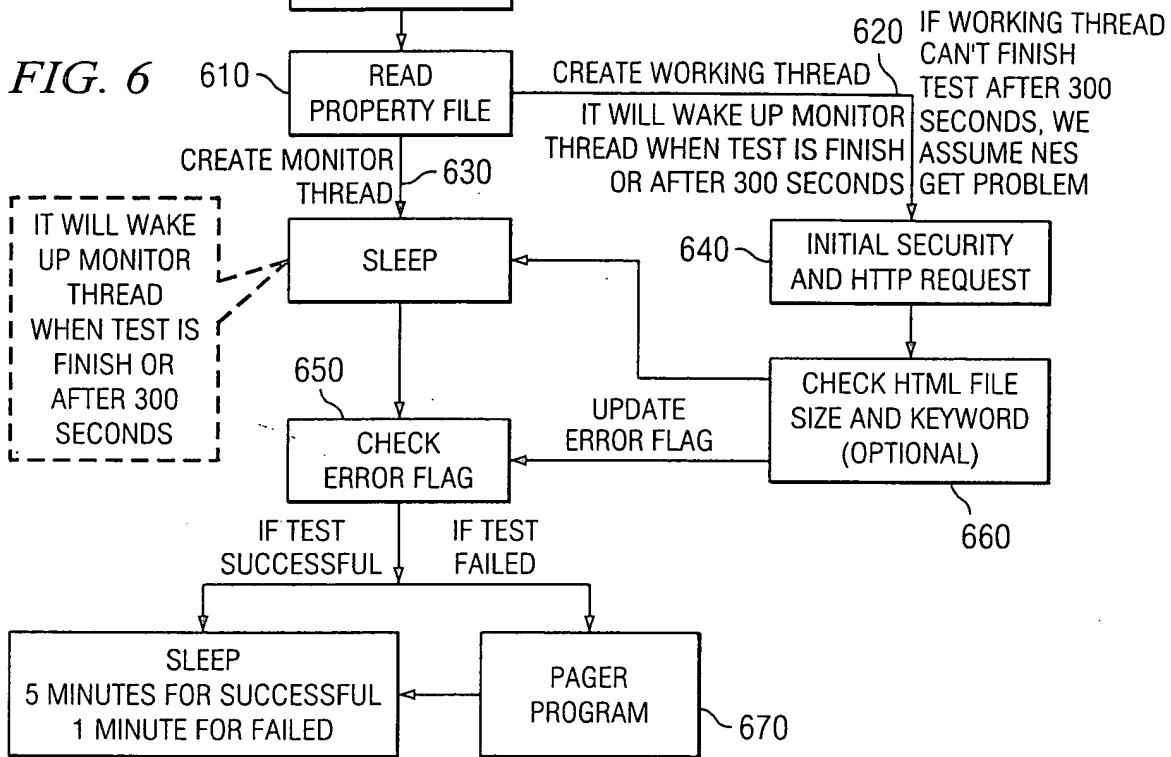 FIG. 6
610
READ
PROPERTY FILE
CREATE WORKING THREAD
620
IF WORKING THREAD
CAN'T FINISH
TEST AFTER 300
SECONDS, WE
ASSUME NES
GET PROBLEM
IT WILL WAKE UP MONITOR
THREAD WHEN TEST IS FINISH
OR AFTER 300 SECONDS
CREATE MONITOR
THREAD
630
IT WILL WAKE
UP MONITOR
THREAD
WHEN TEST IS
FINISH OR
AFTER 300
SECONDS
SLEEP
640
INITIAL SECURITY
AND HTTP REQUEST
650
CHECK
ERROR FLAG
UPDATE
ERROR FLAG
CHECK HTML FILE
SIZE AND KEYWORD
(OPTIONAL)
660
IF TEST
SUCCESSFUL
IF TEST
FAILED
SLEEP
5 MINUTES FOR SUCCESSFUL
1 MINUTE FOR FAILED
PAGER
PROGRAM
670